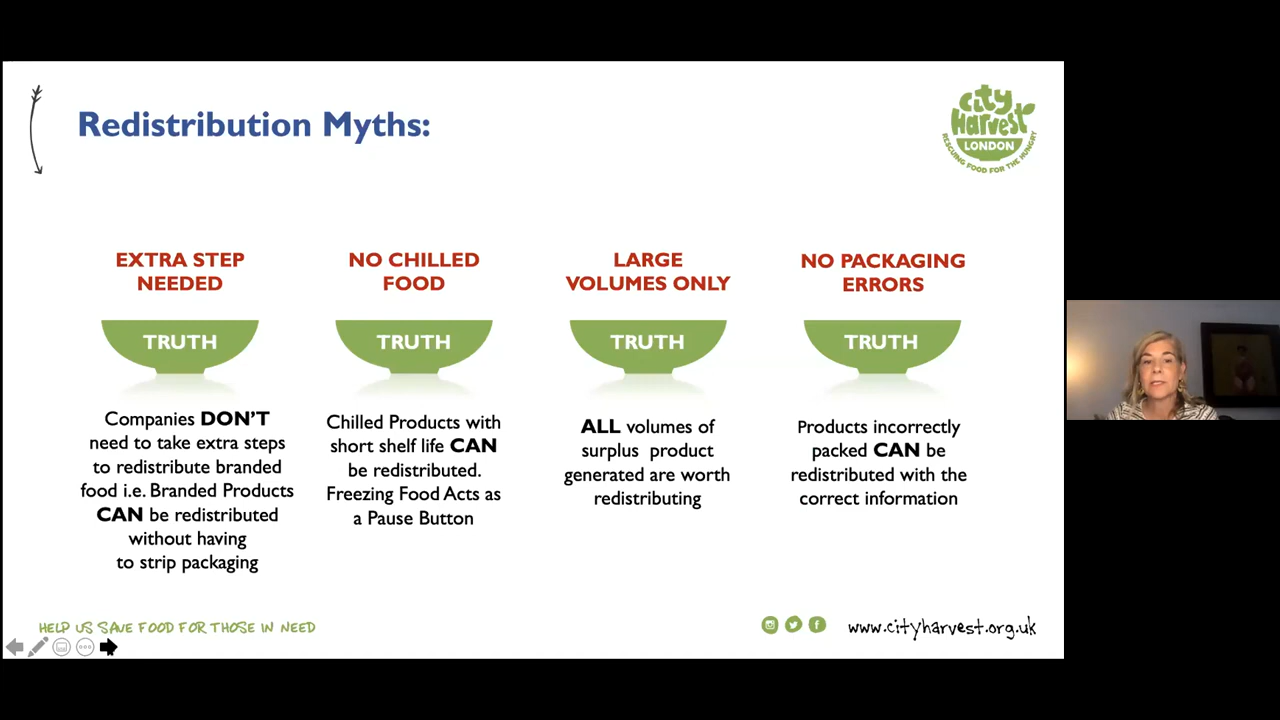 Redistribution Myths:
City
Harvest
LONDON
RESCUING FOOD FOR THE HUNGRY
EXTRA STEP
NEEDED
TRUTH
Companies DON'T
need to take extra steps
to redistribute branded
food i.e. Branded Products
CAN be redistributed
without having
to strip packaging
NO CHILLED
FOOD
TRUTH
Chilled Products with
short shelf life CAN
be redistributed.
Freezing Food Acts as
a Pause Button
LARGE
VOLUMES ONLY
TRUTH
ALL volumes of
surplus product
generated are worth
redistributing
NO PACKAGING
ERRORS
TRUTH
Products incorrectly
packed CAN be
redistributed with the
correct information
HELP US SAVE FOOD FOR THOSE IN NEED
www.cityharvest.org.uk